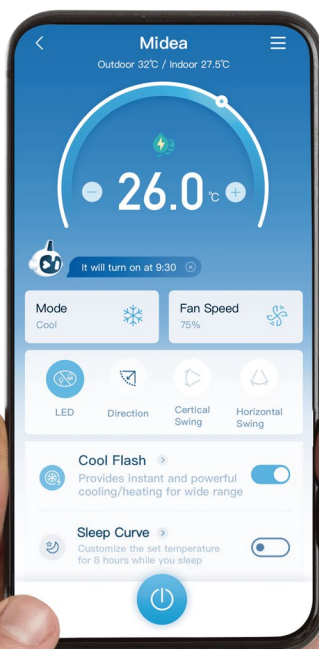 Midea
Outdoor 32℃ / Indoor 27.5℃
26.0 ℃
It will turn on at 9:30
Mode
Cool
Fan Speed
75%
LED
Direction
Certical
Swing
Horizontal
Swing
Cool Flash
Provides instant and powerful
cooling/heating for wide range
Sleep Curve
Customize the set temperature
for 8 hours while you sleep